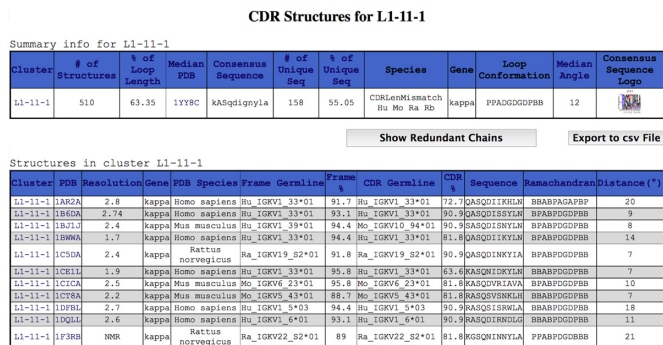 CDR Structures for L1-11-1
Summary info for L1-11-1
Cluster # of Structures % of Loop Length Median PDB Consensus Sequence # of Unique Seq % of Unique Seq Species Gene Loop Conformation Median Angle Consensus Sequence Logo
L1-11-1 510 63.35 1YY8C kASqdignyla 158 55.05 CDRLenMismatch Hu Mo Ra Rb kappa PPADGDGDPBB 12
Show Redundant Chains Export to csv File
Structures in cluster L1-11-1
Cluster PDB Resolution Gene PDB Species Frame Germline Frame % CDR Germline CDR % Sequence Ramachandran Distance(°)
L1-11-1 1AR2A 2.8 kappa Homo sapiens Hu_IGKV1_33*01 91.7 Hu_IGKV1_33*01 72.7 QASQDIIKHLN BBABPAGAPBP 20
L1-11-1 1B6DA 2.74 kappa Homo sapiens Hu_IGKV1_33*01 93.1 Hu_IGKV1_33*01 90.9 QASQDISSYLN BPABPDGDPBB 9
L1-11-1 1BJ1J 2.4 kappa Mus musculus Hu_IGKV1_39*01 94.4 Mo_IGKV10_94*01 90.9 SASQDISNYLN BPABPDGDPBB 7
L1-11-1 1BWWA 1.7 kappa Homo sapiens Hu_IGKV1_33*01 94.4 Hu_IGKV1_33*01 81.8 QASQDIIKYLN BBABPDGDPBB 14
L1-11-1 1C5DA 2.4 kappa Rattus norvegicus Ra_IGKV19_S2*01 91.8 Ra_IGKV19_S2*01 90.9 QASQDINKYIA BPABPDGDPBB 7
L1-11-1 1CE1L 1.9 kappa Homo sapiens Hu_IGKV1_33*01 95.8 Hu_IGKV1_33*01 63.6 KASQNIDKYLN BPABPDGDPBB 7
L1-11-1 1CICA 2.5 kappa Mus musculus Mo_IGKV6_23*01 95.8 Mo_IGKV6_23*01 81.8 KASQDVRIAVA BPABPDGDPBB 10
L1-11-1 1CT8A 2.2 kappa Mus musculus Mo_IGKV5_43*01 88.7 Mo_IGKV5_43*01 81.8 RASQSVSNKLH BBABPDGDPBB 7
L1-11-1 1DFBL 2.7 kappa Homo sapiens Hu_IGKV1_5*03 94.4 Hu_IGKV1_5*03 90.9 RASQSISRWLA BBABPDGDPBB 18
L1-11-1 1DQLL 2.6 kappa Homo sapiens Hu_IGKV1_6*01 93.1 Hu_IGKV1_6*01 90.9 RASQDIRNDLG BBABPDGDPBB 11
L1-11-1 1F3RB NMR kappa Rattus norvegicus Ra_IGKV22_S2*01 89 Ra_IGKV22_S2*01 81.8 KGSQNINNYLA PPABPDGDPBB 21